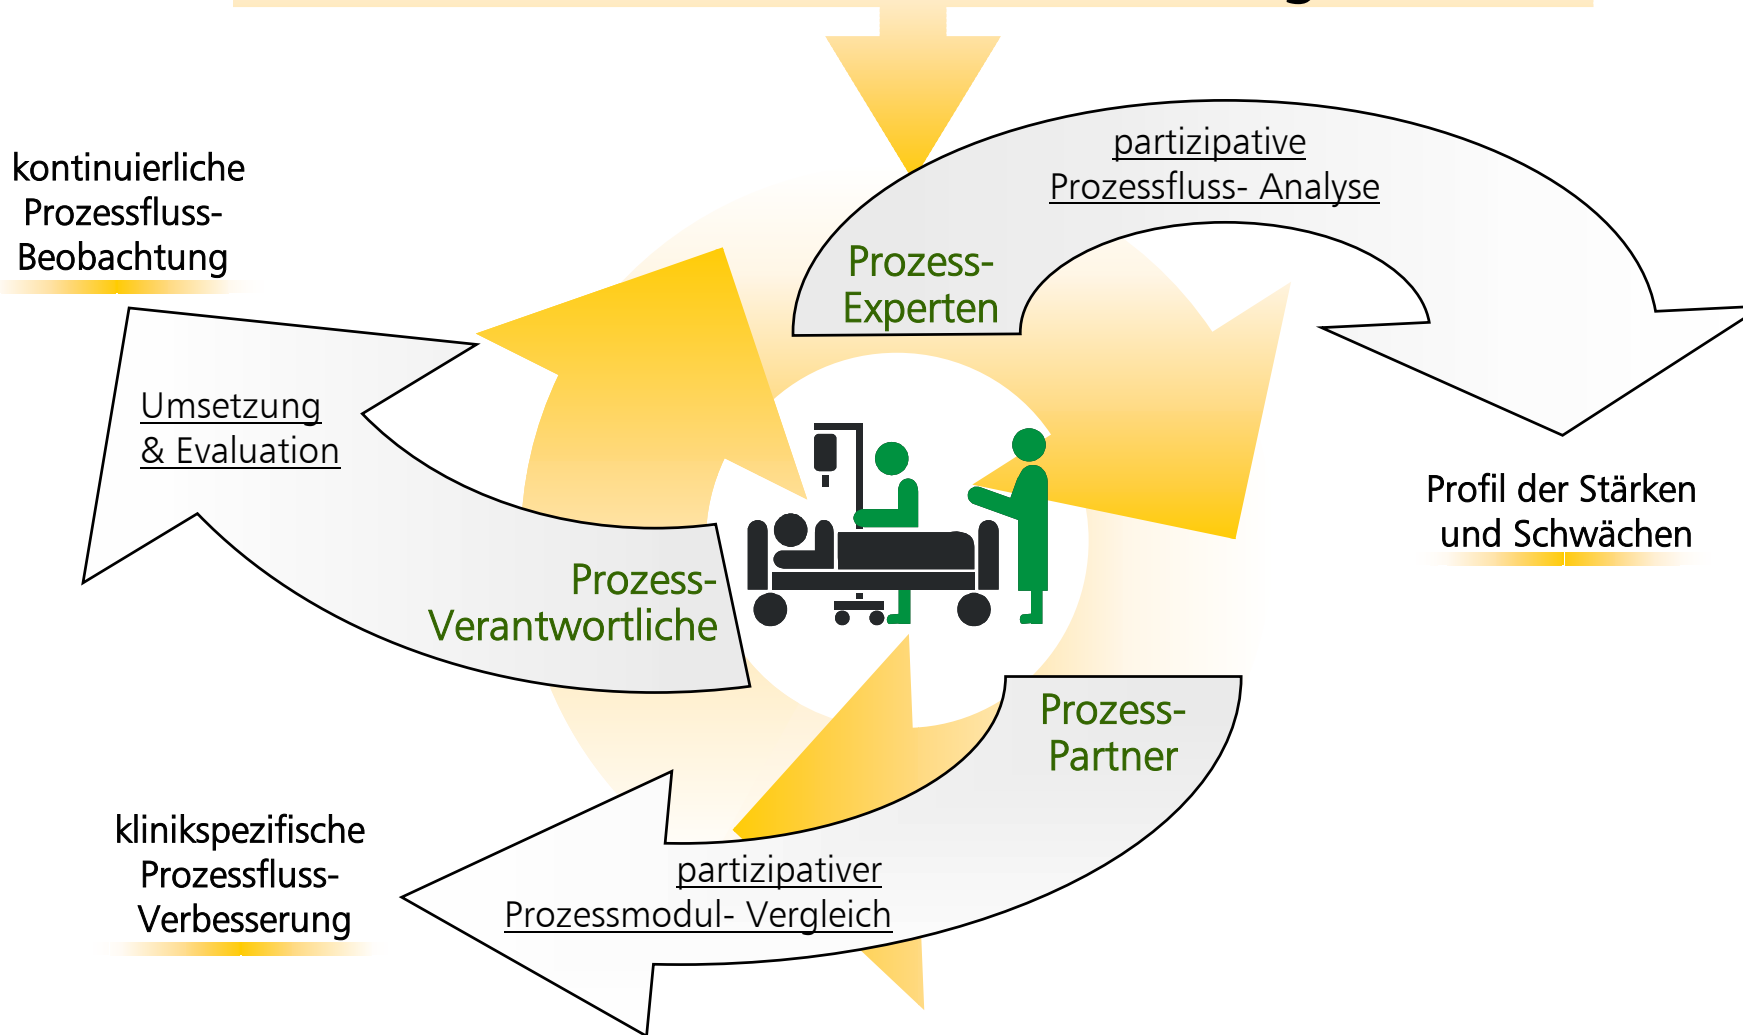 partizipative
Prozessfluss- Analyse
kontinuierliche
Prozessfluss-
Beobachtung
Prozess-
Experten
Umsetzung
& Evaluation
Profil der Stärken
und Schwächen
Prozess-
Verantwortliche
Prozess-
Partner
klinikspezifische
Prozessfluss-
Verbesserung
partizipativer
Prozessmodul- Vergleich